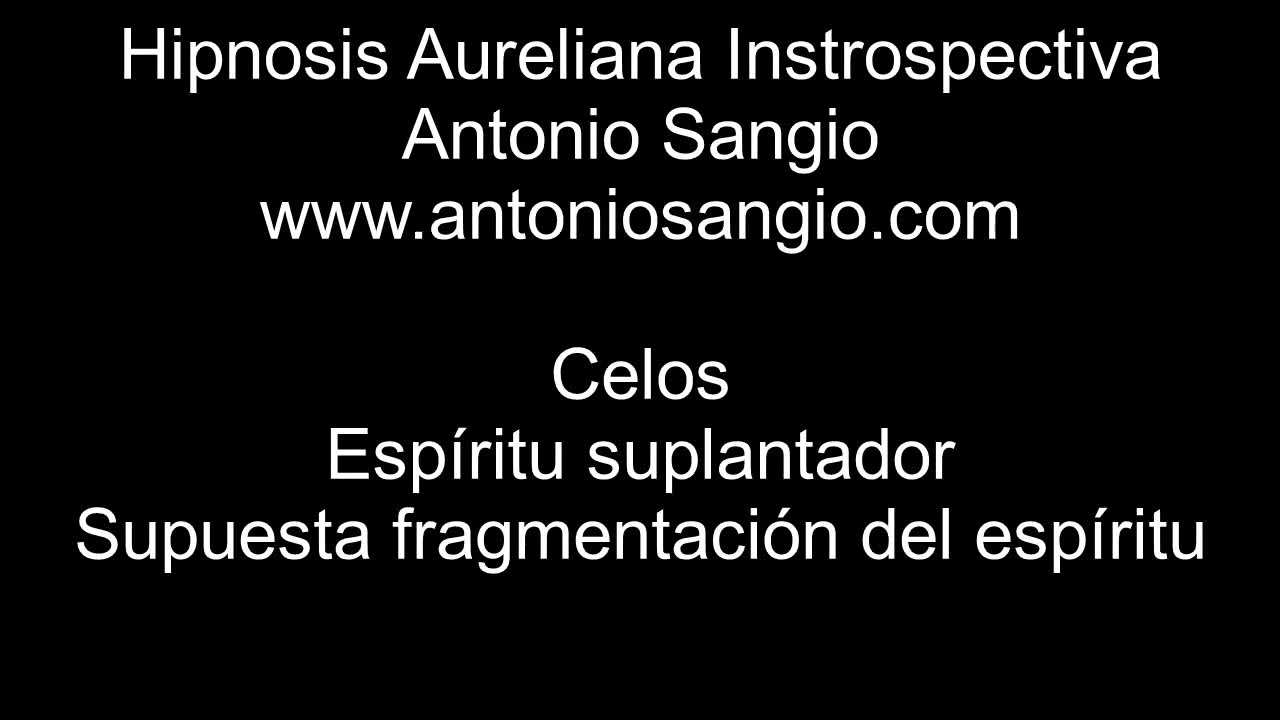 Hipnosis Aureliana Instrospectiva
Antonio Sangio
www.antoniosangio.com
Celos
Espíritu suplantador
Supuesta fragmentación del espíritu